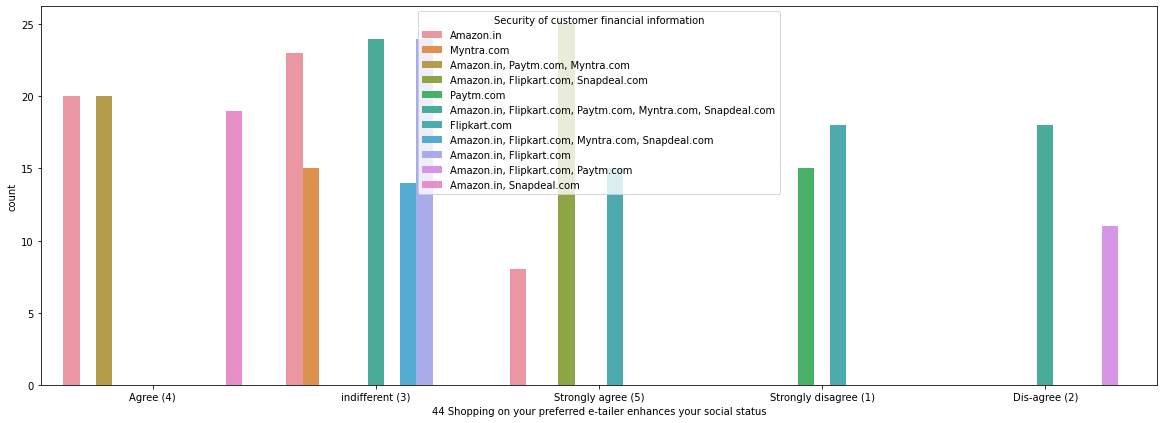 Security of customer financial information
Amazon.in
Myntra.com
Amazon.in, Paytm.com, Myntra.com
Amazon.in, Flipkart.com, Snapdeal.com
Paytm.com
Amazon.in, Flipkart.com, Paytm.com, Myntra.com, Snapdeal.com
Flipkart.com
Amazon.in, Flipkart.com, Myntra.com, Snapdeal.com
Amazon.in, Flipkart.com
Amazon.in, Flipkart.com, Paytm.com
Amazon.in, Snapdeal.com
25
20
15
10
5
0
count
Agree (4)
indifferent (3)
Strongly agree (5)
Strongly disagree (1)
Dis-agree (2)
44 Shopping on your preferred e-tailer enhances your social status